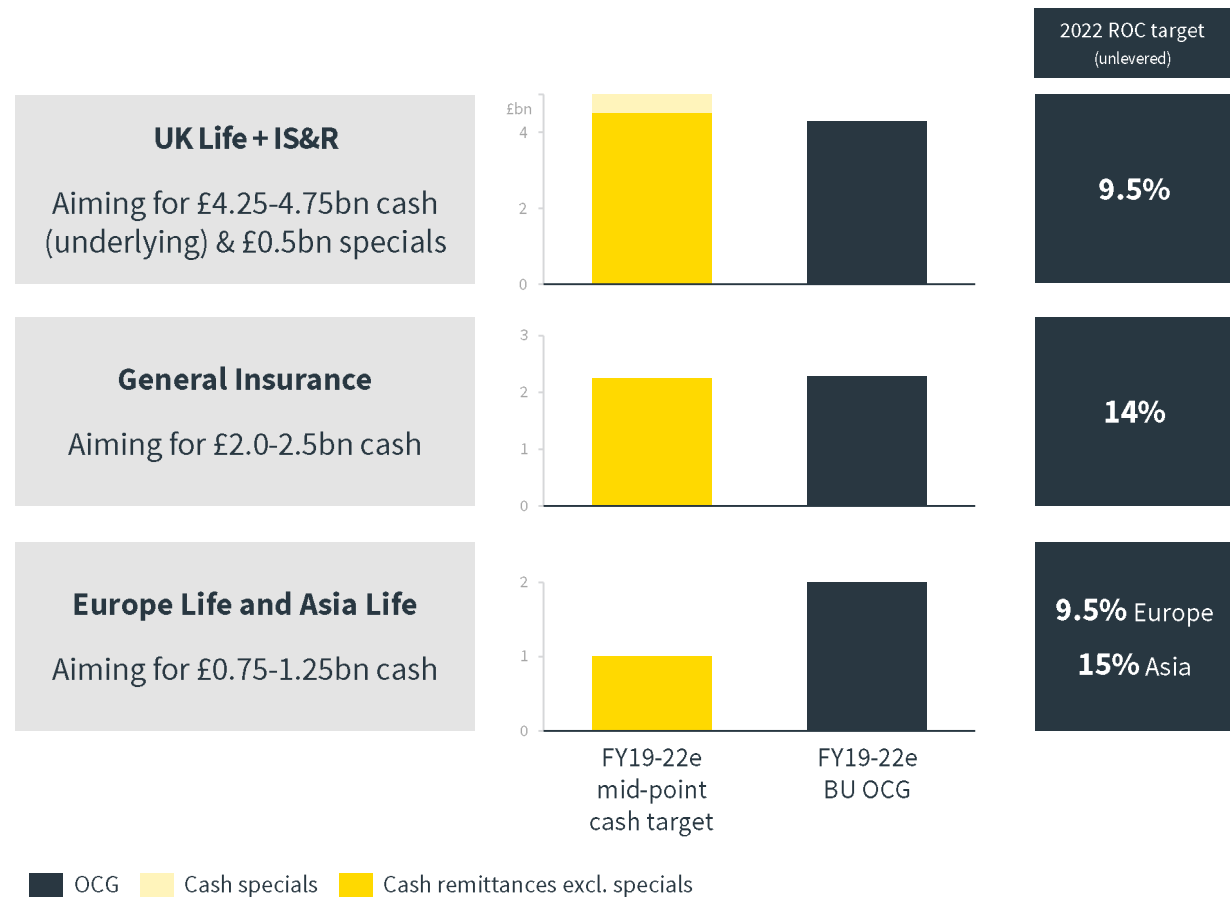 2022 ROC target
(unlevered)
UK Life + IS&R
Aiming for £4.25-4.75bn cash
(underlying) & £0.5bn specials
£bn
4
2
0
9.5%
General Insurance
Aiming for £2.0-2.5bn cash
3
2
1
0
14%
Europe Life and Asia Life
Aiming for £0.75-1.25bn cash
2
1
0
9.5% Europe
15% Asia
FY19-22e
mid-point
cash target
FY19-22e
BU OCG
OCG
Cash specials
Cash remittances excl. specials